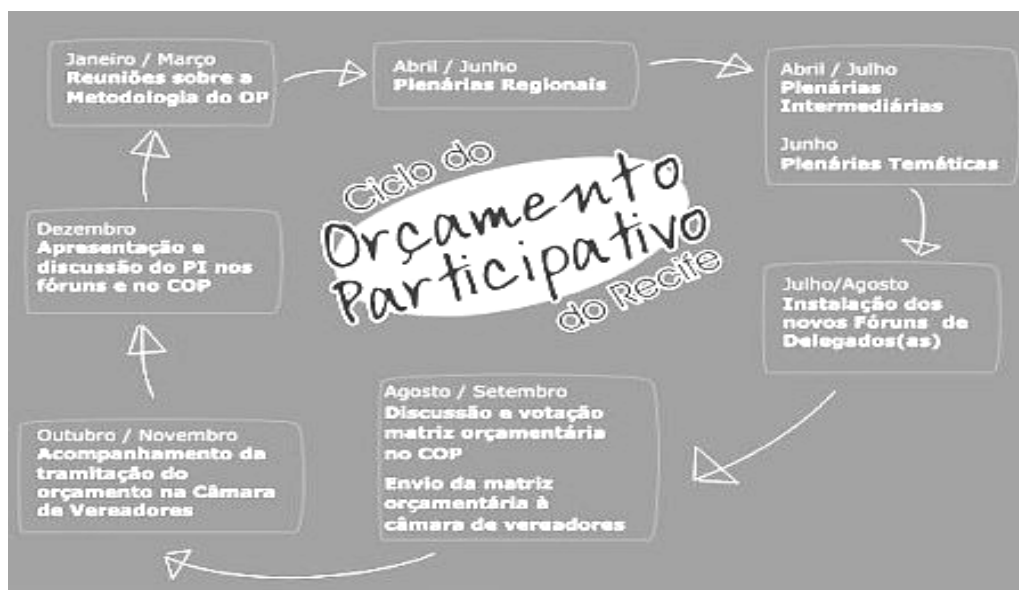 Janeiro / Março
Reuniões sobre a
Metodologia do OP
Abril / Junho
Plenárias Regionais
Abril / Julho
Plenárias
Intermediárias
Junho
Plenárias Temáticas
Ciclo do
Orçamento
Participativo
do Recife
Dezembro
Apresentação e
discussão do PI nos
fóruns e no COP
Julho/Agosto
Instalação dos
novos Fóruns de
Delegados(as)
Agosto / Setembro
Discussão e votação
matriz orçamentária
no COP
Envio da matriz
orçamentária à
câmara de vereadores
Outubro / Novembro
Acompanhamento da
tramitação do
orçamento na Câmara
de Vereadores